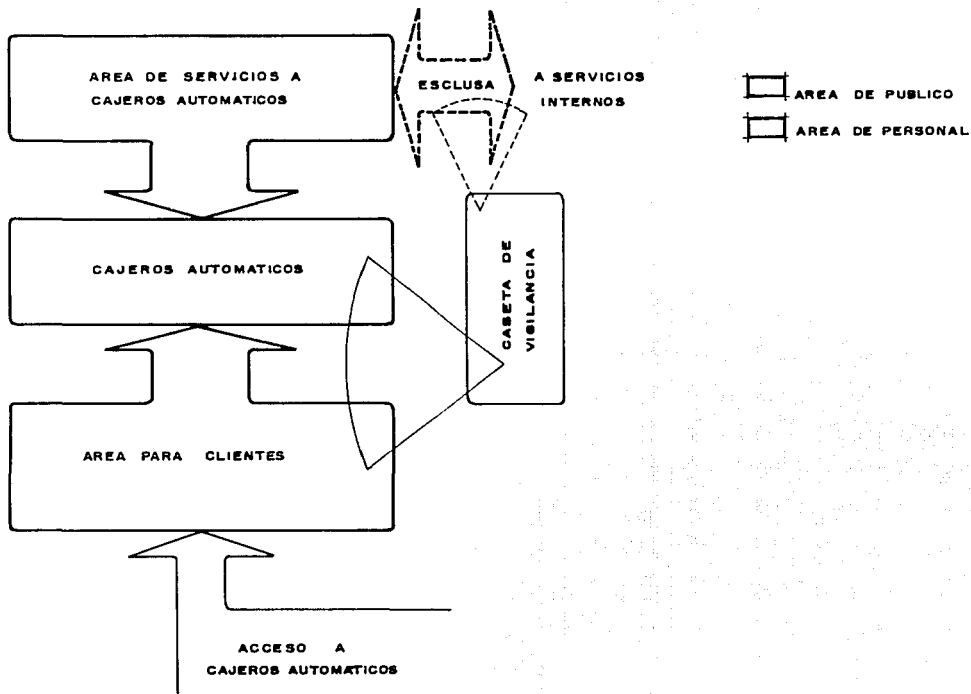 AREA DE SERVICIOS A
CAJEROS AUTOMATICOS
ESCLUSA
A SERVICIOS
INTERNOS
AREA DE PUBLICO
AREA DE PERSONAL
CAJEROS AUTOMATICOS
CASETA DE
VIGILANCIA
AREA PARA CLIENTES
ACCESO A
CAJEROS AUTOMATICOS